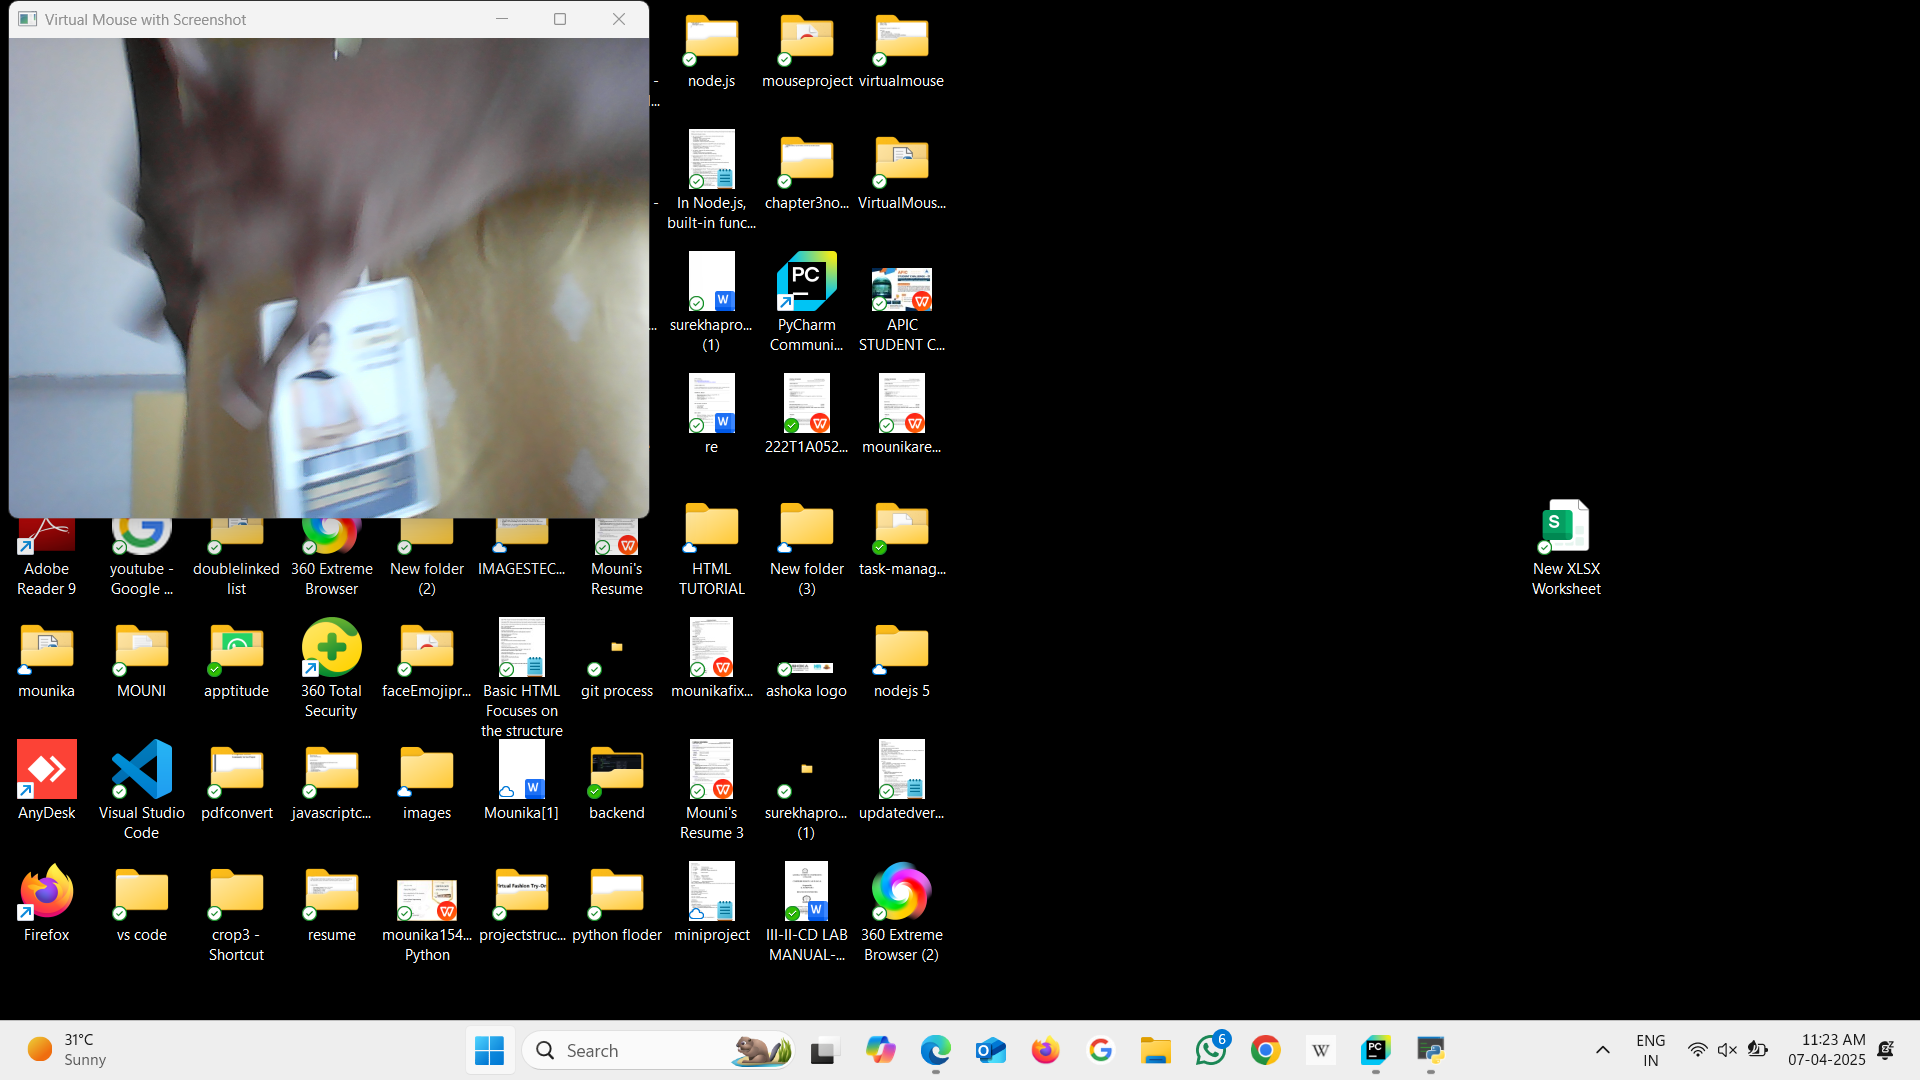 Virtual Mouse with Screenshot
node.js
mouseproject
virtualmouse
In Node.js,
built-in func...
chapter3no...
VirtualMous...
surekhapro...
(1)
PC
PyCharm
Communi...
APIC
STUDENT C...
re
222T1A052...
mounikare...
Adobe
Reader 9
youtube -
Google ...
doublelinked
list
360 Extreme
Browser
New folder
(2)
IMAGESTEC...
Mouni's
Resume
HTML
TUTORIAL
New folder
(3)
task-manag...
New XLSX
Worksheet
mounika
MOUNI
apptitude
360 Total
Security
faceEmojipr...
Basic HTML
Focuses on
the structure
git process
mounikafix...
ashoka logo
nodejs 5
AnyDesk
Visual Studio
Code
pdfconvert
javascriptc...
images
Mounika[1]
backend
Mouni's
Resume 3
surekhapro...
(1)
updatedver...
Firefox
vs code
crop3 -
Shortcut
resume
mounika154...
Python
Virtual Fashion Try-On
projectstruc...
python floder
miniproject
III-II-CD LAB
MANUAL-...
360 Extreme
Browser (2)
31°C
Sunny
Search
6
ENG
IN
11:23 AM
07-04-2025